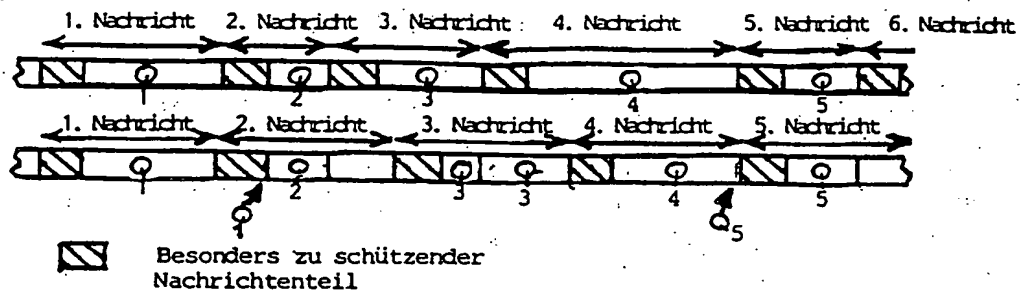 1. Nachricht 2. Nachricht 3. Nachricht 4. Nachricht 5. Nachricht 6. Nachricht
1 2 3 4 5
1. Nachricht 2. Nachricht 3. Nachricht 4. Nachricht 5. Nachricht
1 2 3 3 4 5
1 5
Besonders zu schützender
Nachrichtenteil